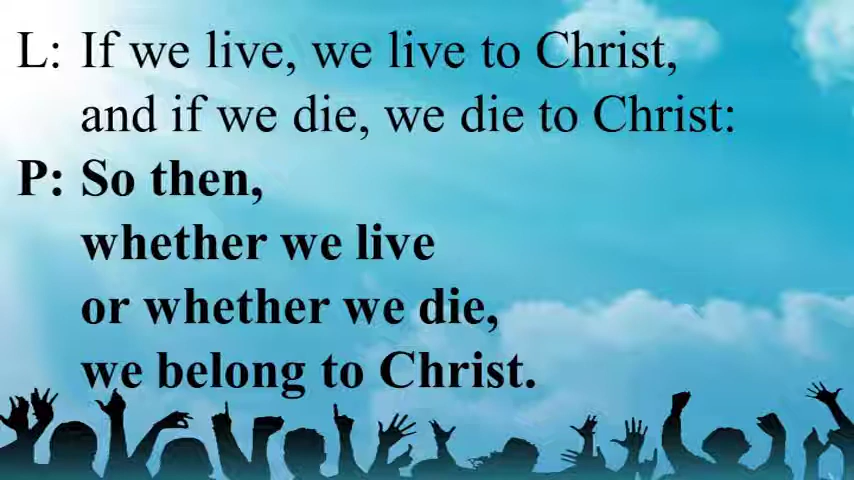 L: If we live, we live to Christ,
and if we die, we die to Christ:
P: So then,
whether we live
or whether we die,
we belong to Christ.